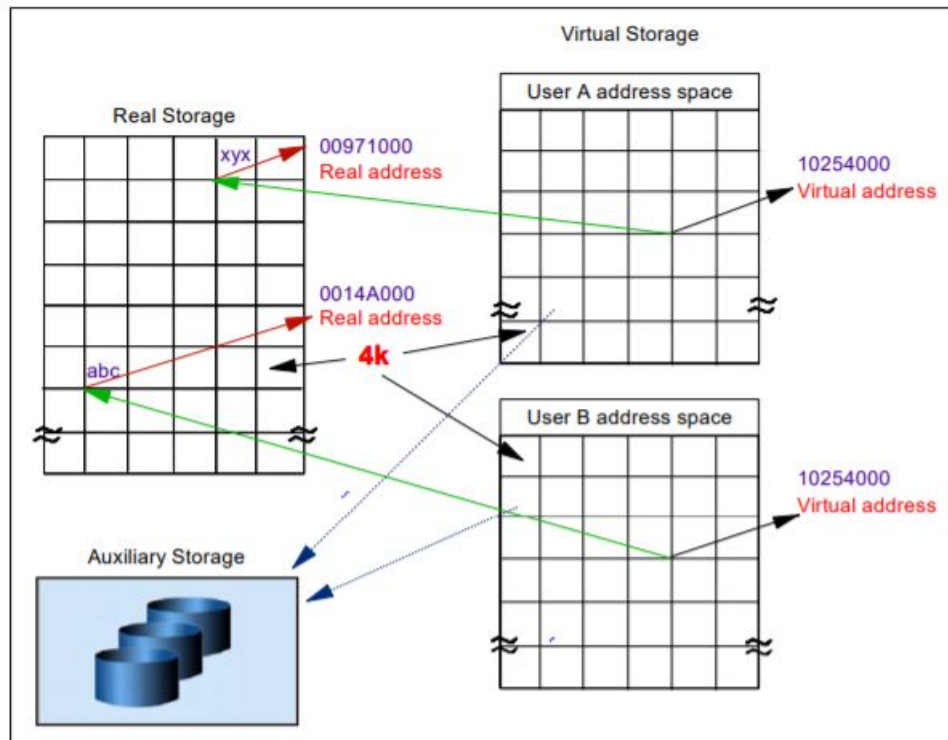 Virtual Storage
User A address space
Real Storage
xyx
00971000
Real address
10254000
Virtual address
0014A000
Real address
4k
abc
User B address space
10254000
Virtual address
Auxiliary Storage